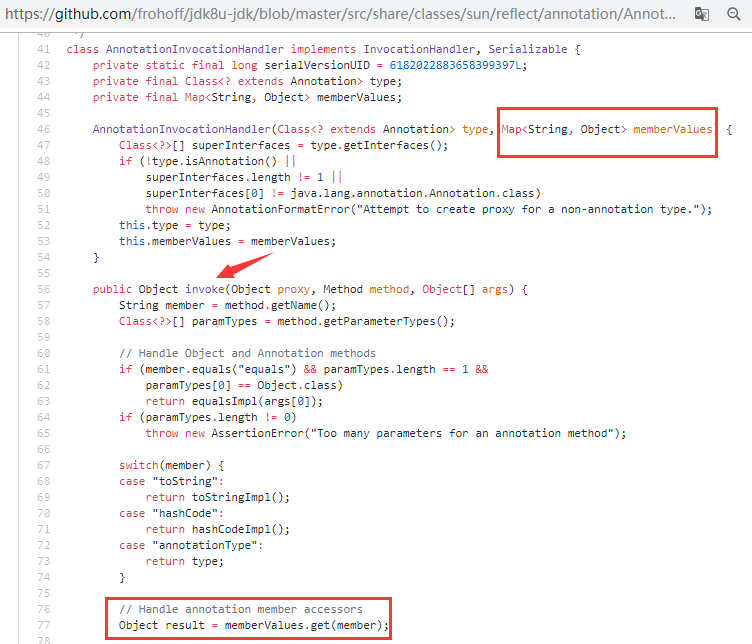 https://github.com/frohoff/jdk8u-jdk/blob/master/src/share/classes/sun/reflect/annotation/Annot...
40 */
41 class AnnotationInvocationHandler implements InvocationHandler, Serializable {
42 private static final long serialVersionUID = 6182022883658399397L;
43 private final Class<? extends Annotation> type;
44 private final Map<String, Object> memberValues;
45
46 AnnotationInvocationHandler(Class<? extends Annotation> type, Map<String, Object> memberValues) {
47 Class<?>[] superInterfaces = type.getInterfaces();
48 if (!type.isAnnotation() ||
49 superInterfaces.length != 1 ||
50 superInterfaces[0] != java.lang.annotation.Annotation.class)
51 throw new AnnotationFormatError("Attempt to create proxy for a non-annotation type.");
52 this.type = type;
53 this.memberValues = memberValues;
54 }
55
56 public Object invoke(Object proxy, Method method, Object[] args) {
57 String member = method.getName();
58 Class<?>[] paramTypes = method.getParameterTypes();
59
60 // Handle Object and Annotation methods
61 if (member.equals("equals") && paramTypes.length == 1 &&
62 paramTypes[0] == Object.class)
63 return equalsImpl(args[0]);
64 if (paramTypes.length != 0)
65 throw new AssertionError("Too many parameters for an annotation method");
66
67 switch(member) {
68 case "toString":
69 return toStringImpl();
70 case "hashCode":
71 return hashCodeImpl();
72 case "annotationType":
73 return type;
74 }
75
76 // Handle annotation member accessors
77 Object result = memberValues.get(member);
78